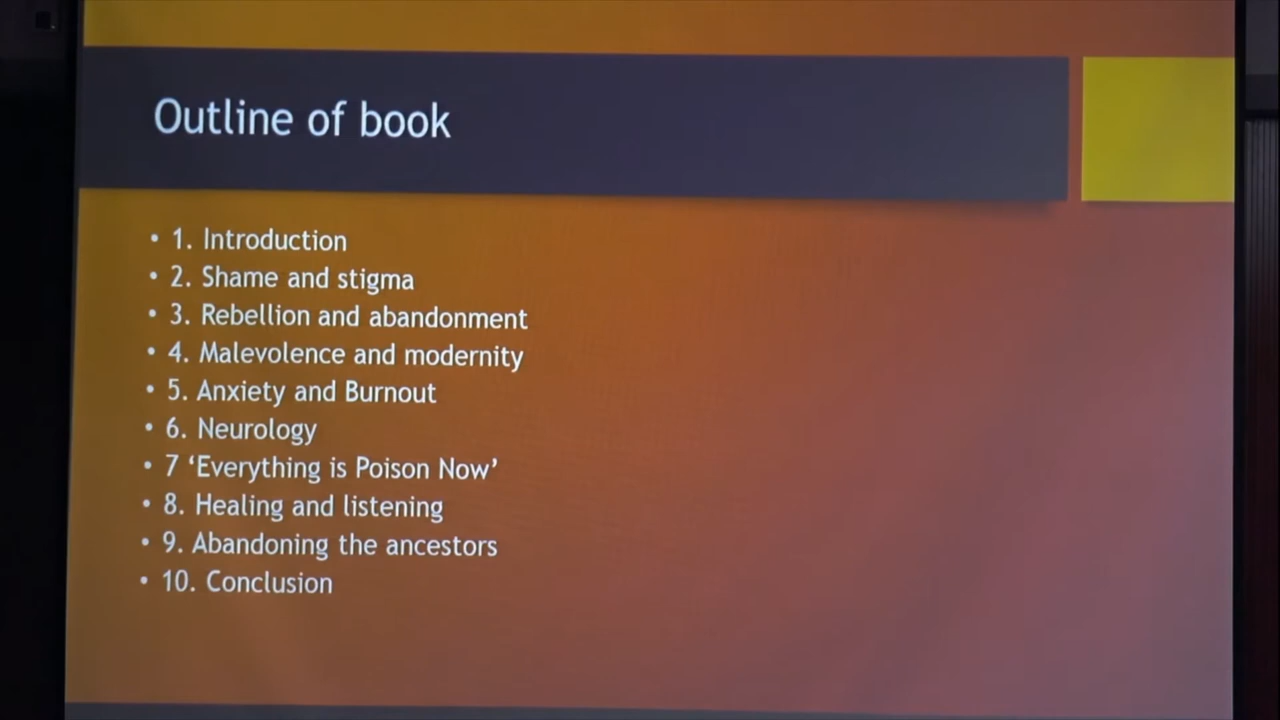 Outline of book
• 1. Introduction
• 2. Shame and stigma
• 3. Rebellion and abandonment
• 4. Malevolence and modernity
• 5. Anxiety and Burnout
• 6. Neurology
• 7 ‘Everything is Poison Now’
• 8. Healing and listening
• 9. Abandoning the ancestors
• 10. Conclusion